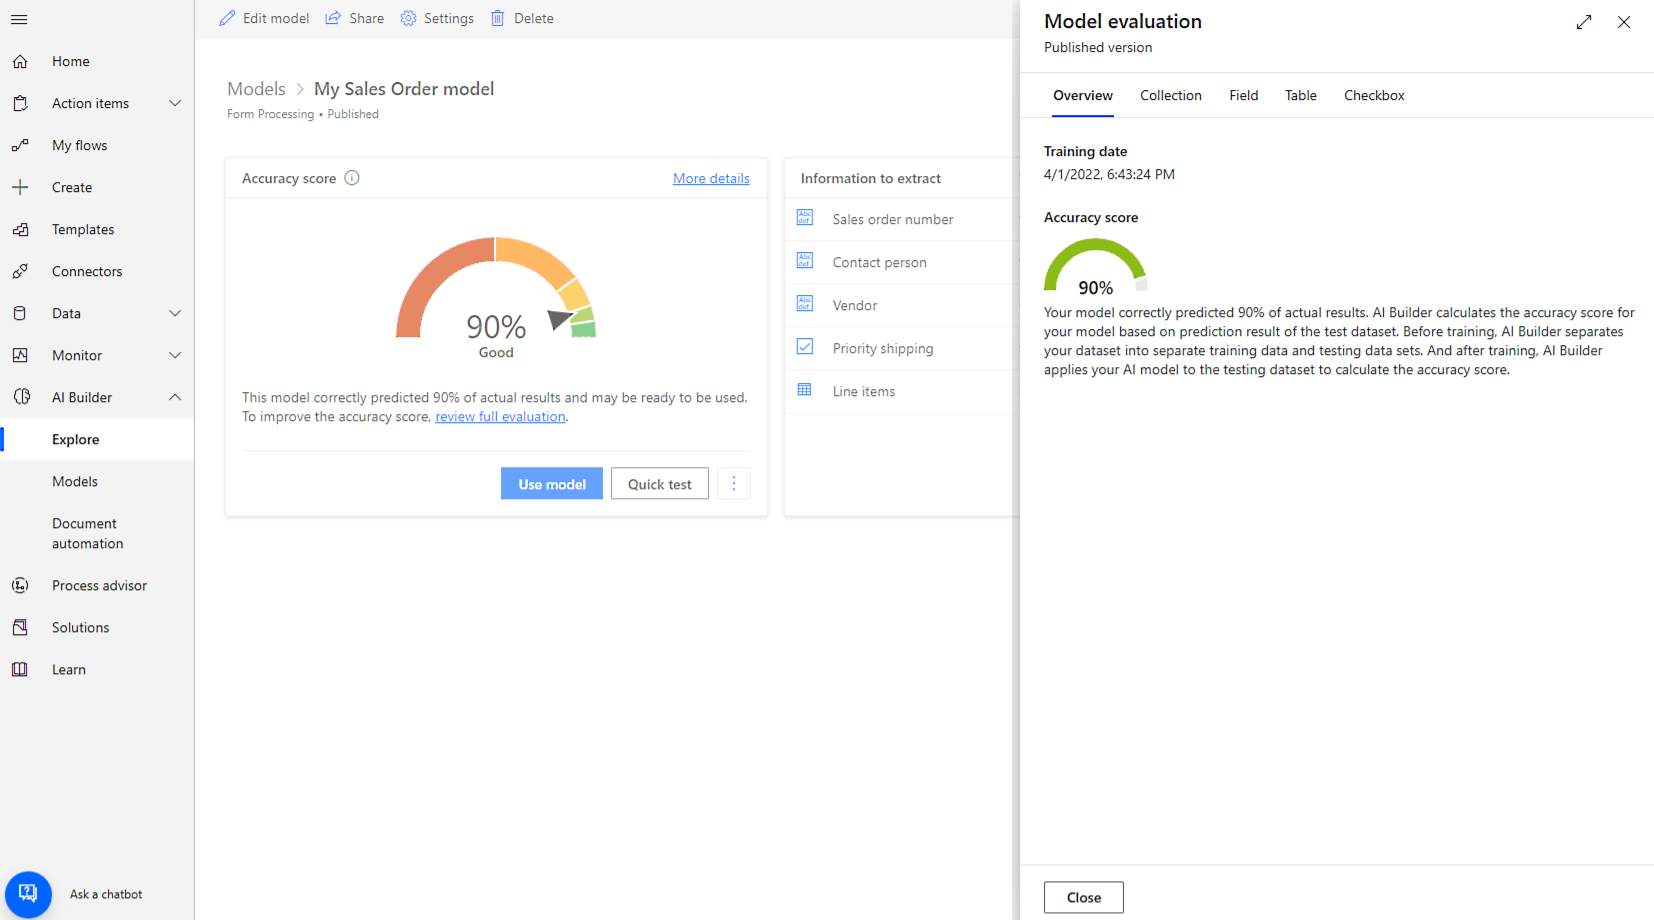 Home
Action items
My flows
Create
Templates
Connectors
Data
Monitor
AI Builder
Explore
Models
Document
automation
Process advisor
Solutions
Learn
Ask a chatbot
Edit model
Share
Settings
Delete
Models > My Sales Order model
Form Processing • Published
Accuracy score
More details
90%
Good
This model correctly predicted 90% of actual results and may be ready to be used.
To improve the accuracy score, review full evaluation.
Use model
Quick test
Information to extract
Abc def
Sales order number
Abc def
Contact person
Abc def
Vendor
Priority shipping
Line items
Model evaluation
Published version
Overview
Collection
Field
Table
Checkbox
Training date
4/1/2022, 6:43:24 PM
Accuracy score
90%
Your model correctly predicted 90% of actual results. AI Builder calculates the accuracy score for
your model based on prediction result of the test dataset. Before training, AI Builder separates
your dataset into separate training data and testing data sets. And after training, AI Builder
applies your AI model to the testing dataset to calculate the accuracy score.
Close